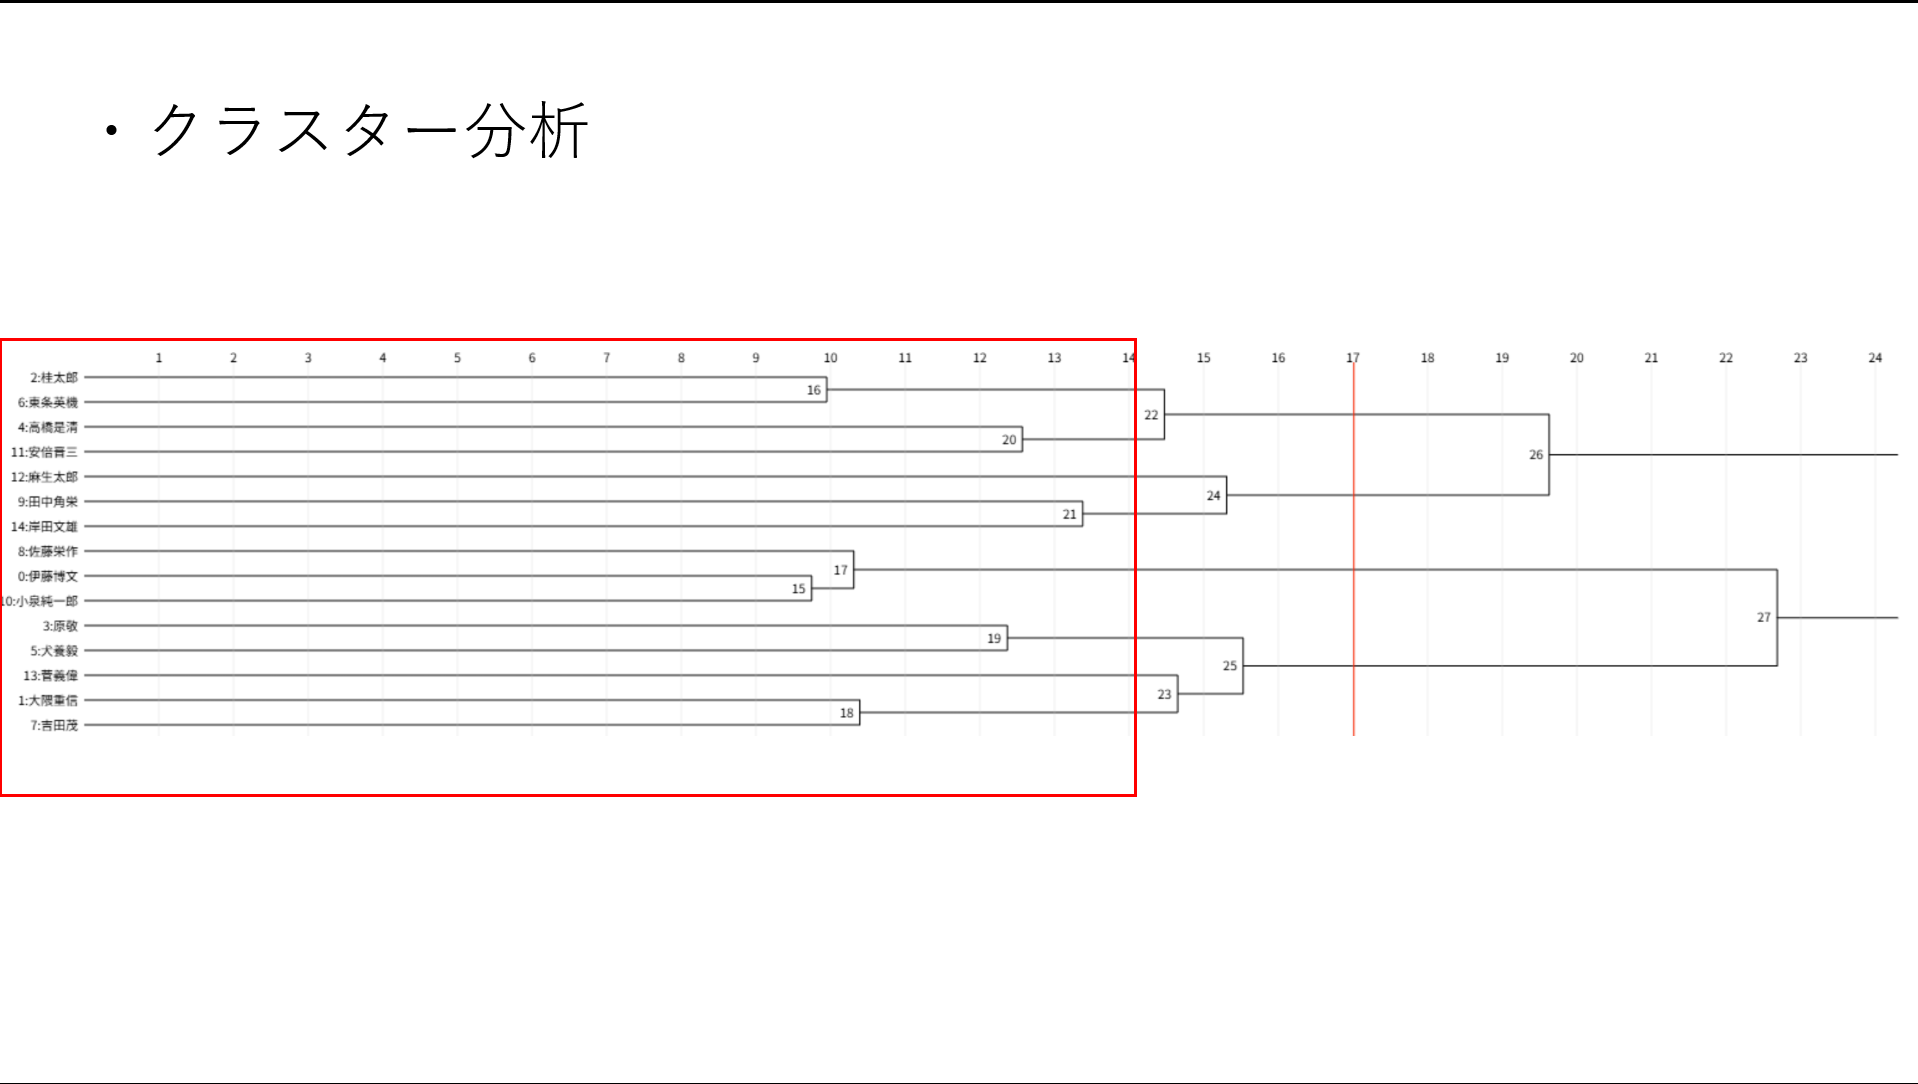 ・クラスター分析
1 2 3 4 5 6 7 8 9 10 11 12 13 14 15 16 17 18 19 20 21 22 23 24
2:桂太郎
16
6:東条英機
22
4:高橋是清
20
11:安倍晋三
26
12:麻生太郎
24
9:田中角栄
21
14:岸田文雄
8:佐藤栄作
17
0:伊藤博文
15
10:小泉純一郎
27
3:原敬
19
5:犬養毅
25
13:菅義偉
23
1:大隈重信
18
7:吉田茂